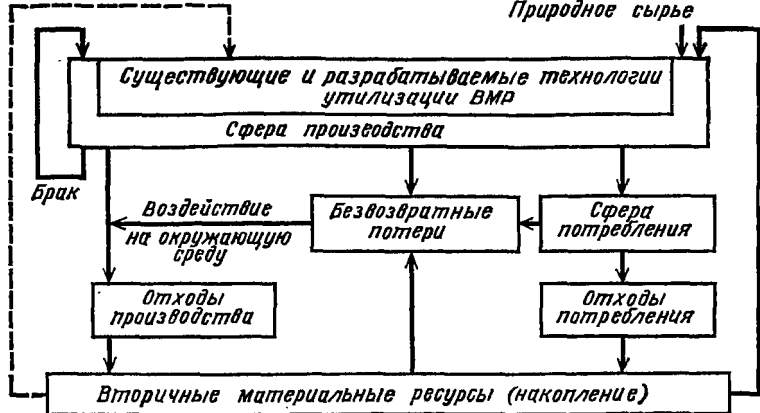 Природное сырье
Существующие и разрабатываемые технологии
утилизации ВМР
Сфера производства
Брак
Воздействие
на окружающую
среду
Безвозвратные
потери
Сфера
потребления
Отходы
производства
Отходы
потребления
Вторичные материальные ресурсы (накопление)